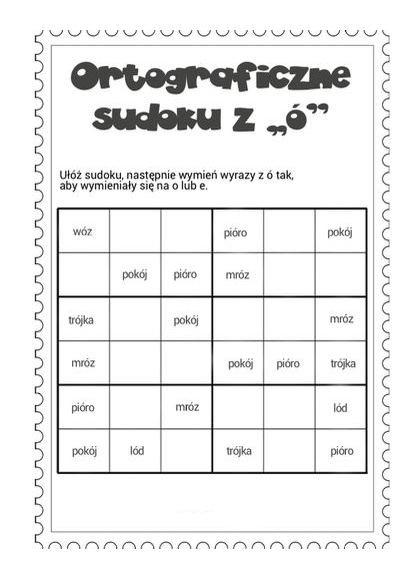 Ortograficzne
sudoku z „ó”
Ułóż sudoku, następnie wymień wyrazy z ó tak,
aby wymieniały się na o lub e.
wóz pióro pokój
pokój pióro mróz
trójka pokój mróz
mróz pokój pióro trójka
pióro mróz lód
pokój lód trójka pióro